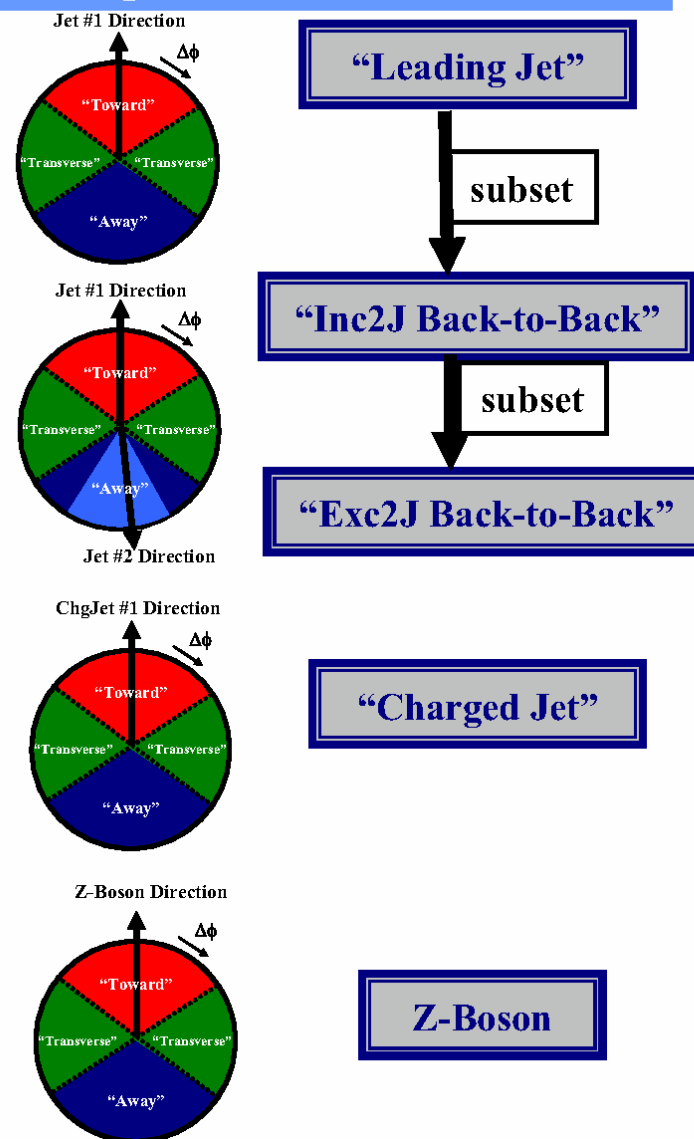 Jet #1 Direction
Δϕ
“Toward”
“Transverse” “Transverse”
“Away”
“Leading Jet”
subset
Jet #1 Direction
Δϕ
“Toward”
“Transverse” “Transverse”
“Away”
Jet #2 Direction
“Inc2J Back-to-Back”
subset
“Exc2J Back-to-Back”
ChgJet #1 Direction
Δϕ
“Toward”
“Transverse” “Transverse”
“Away”
“Charged Jet”
Z-Boson Direction
Δϕ
“Toward”
“Transverse” “Transverse”
“Away”
Z-Boson